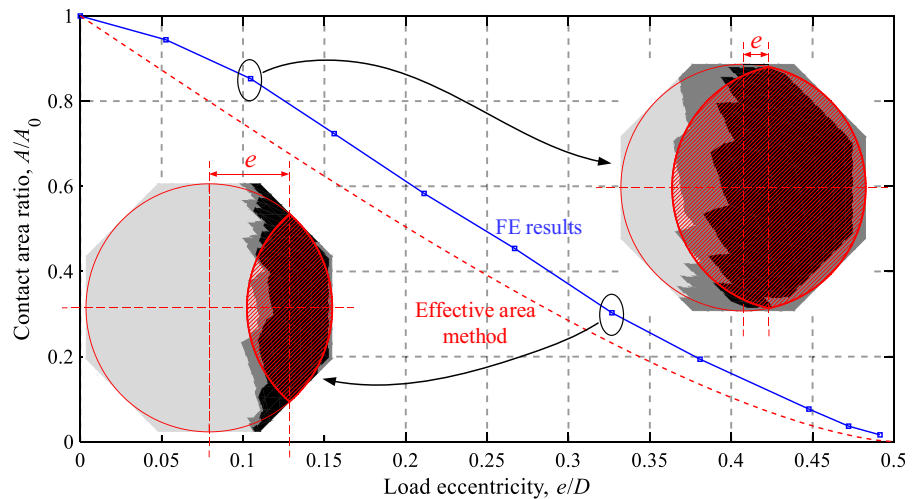 1
0.8
0.6
0.4
0.2
0
Contact area ratio, A/A0
e
e
FE results
Effective area
method
0 0.05 0.1 0.15 0.2 0.25 0.3 0.35 0.4 0.45 0.5
Load eccentricity, e/D